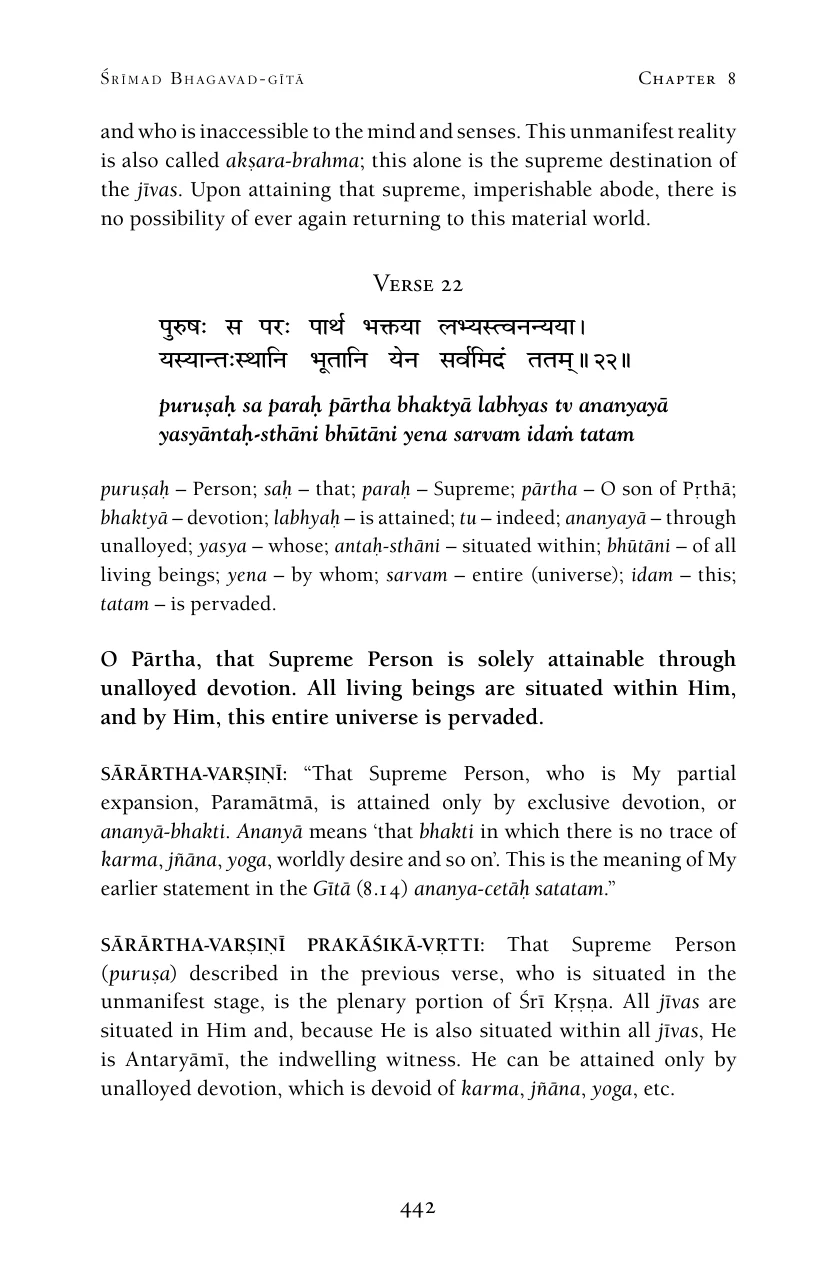 Śrīmad Bhagavad-gītā Chapter 8
and who is inaccessible to the mind and senses. This unmanifest reality
is also called akṣara-brahma; this alone is the supreme destination of
the jīvas. Upon attaining that supreme, imperishable abode, there is
no possibility of ever again returning to this material world.
Verse 22
पुरुषः स परः पार्थ भक्तया लभ्यस्त्वनन्यया।
यस्यान्तःस्थानि भूतानि येन सर्वमिदं ततम्॥२२॥
puruṣaḥ sa paraḥ pārtha bhaktyā labhyas tv ananyayā
yasyāntaḥ-sthāni bhūtāni yena sarvam idaṁ tatam
puruṣaḥ – Person; saḥ – that; paraḥ – Supreme; pārtha – O son of Pṛthā;
bhaktyā – devotion; labhyaḥ – is attained; tu – indeed; ananyayā – through
unalloyed; yasya – whose; antaḥ-sthāni – situated within; bhūtāni – of all
living beings; yena – by whom; sarvam – entire (universe); idam – this;
tatam – is pervaded.
O Pārtha, that Supreme Person is solely attainable through
unalloyed devotion. All living beings are situated within Him,
and by Him, this entire universe is pervaded.
SĀRĀRTHA-VARṢIṆĪ: “That Supreme Person, who is My partial
expansion, Paramātmā, is attained only by exclusive devotion, or
ananyā-bhakti. Ananyā means ‘that bhakti in which there is no trace of
karma, jñāna, yoga, worldly desire and so on’. This is the meaning of My
earlier statement in the Gītā (8.14) ananya-cetāḥ satatam.”
SĀRĀRTHA-VARṢIṆĪ PRAKĀŚIKĀ-VṚTTI: That Supreme Person
(puruṣa) described in the previous verse, who is situated in the
unmanifest stage, is the plenary portion of Śrī Kṛṣṇa. All jīvas are
situated in Him and, because He is also situated within all jīvas, He
is Antaryāmī, the indwelling witness. He can be attained only by
unalloyed devotion, which is devoid of karma, jñāna, yoga, etc.
442